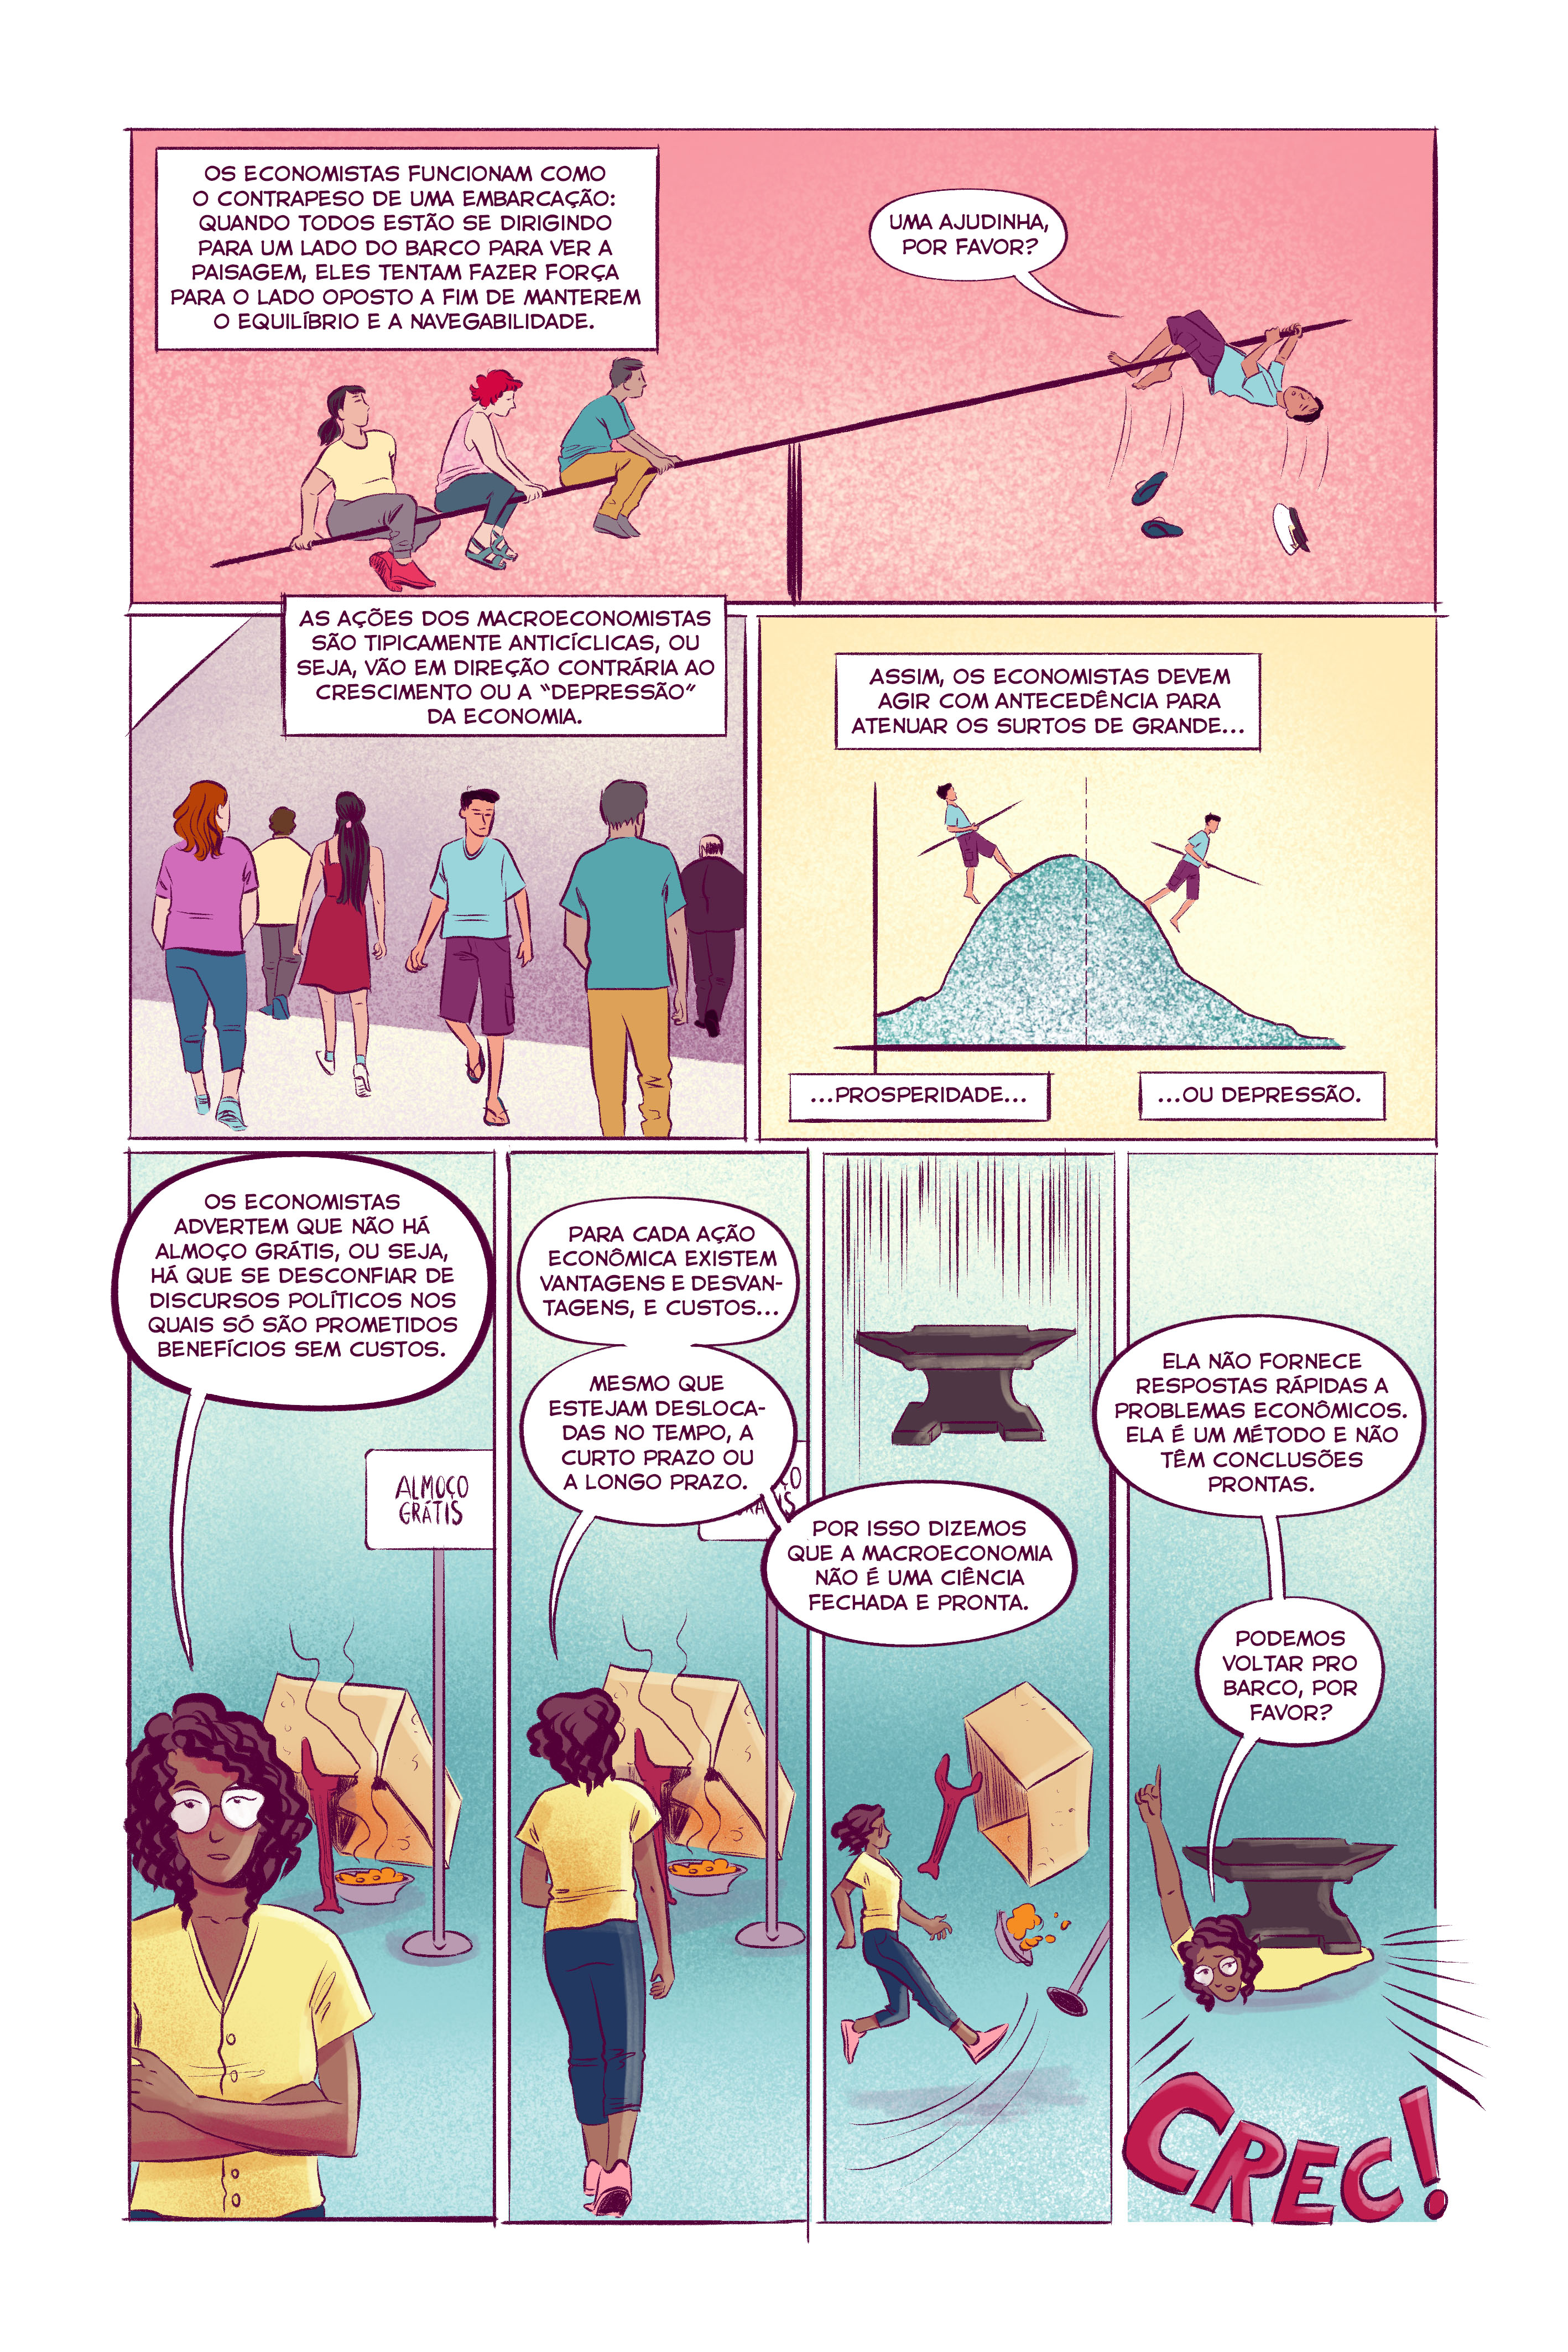 OS ECONOMISTAS FUNCIONAM COMO
O CONTRAPESO DE UMA EMBARCAÇÃO:
QUANDO TODOS ESTÃO SE DIRIGINDO
PARA UM LADO DO BARCO PARA VER A
PAISAGEM, ELES TENTAM FAZER FORÇA
PARA O LADO OPOSTO A FIM DE MANTEREM
O EQUILÍBRIO E A NAVEGABILIDADE.
UMA AJUDINHA,
POR FAVOR?
AS AÇÕES DOS MACROECONOMISTAS
SÃO TIPICAMENTE ANTICÍCLICAS, OU
SEJA, VÃO EM DIREÇÃO CONTRÁRIA AO
CRESCIMENTO OU A “DEPRESSÃO”
DA ECONOMIA.
ASSIM, OS ECONOMISTAS DEVEM
AGIR COM ANTECEDÊNCIA PARA
ATENUAR OS SURTOS DE GRANDE...
...PROSPERIDADE...
...OU DEPRESSÃO.
OS ECONOMISTAS
ADVERTEM QUE NÃO HÁ
ALMOÇO GRÁTIS, OU SEJA,
HÁ QUE SE DESCONFIAR DE
DISCURSOS POLÍTICOS NOS
QUAIS SÓ SÃO PROMETIDOS
BENEFÍCIOS SEM CUSTOS.
ALMOÇO
GRÁTIS
PARA CADA AÇÃO
ECONÔMICA EXISTEM
VANTAGENS E DESVAN-
TAGENS, E CUSTOS...
MESMO QUE
ESTEJAM DESLOCA-
DAS NO TEMPO, A
CURTO PRAZO OU
A LONGO PRAZO.
POR ISSO DIZEMOS
QUE A MACROECONOMIA
NÃO É UMA CIÊNCIA
FECHADA E PRONTA.
ELA NÃO FORNECE
RESPOSTAS RÁPIDAS A
PROBLEMAS ECONÔMICOS.
ELA É UM MÉTODO E NÃO
TÊM CONCLUSÕES
PRONTAS.
PODEMOS
VOLTAR PRO
BARCO, POR
FAVOR?
CREC!